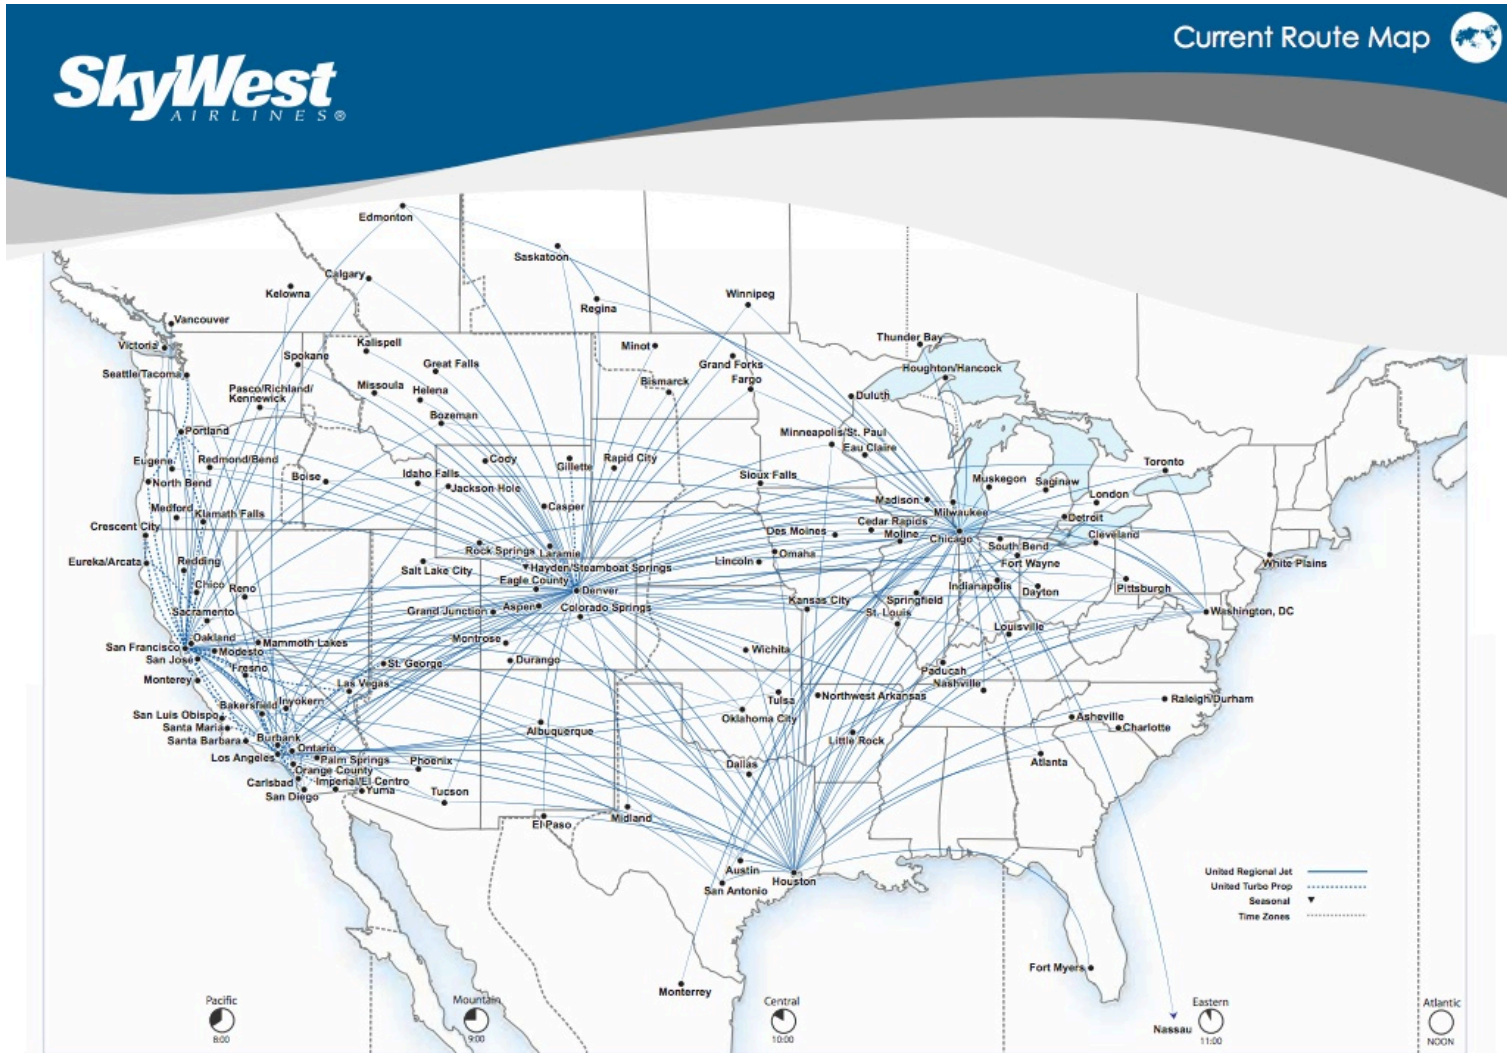 Current Route Map
SkyWest
AIRLINES®
Edmonton
Saskatoon
Calgary
Kelowna
Regina
Winnipeg
Vancouver
Victoria
Kalispell
Minot
Thunder Bay
Spokane
Great Falls
Grand Forks
Houghton/Hancock
Seattle/Tacoma
Pasco/Richland/
Kennewick
Missoula
Helena
Bismarck
Fargo
Duluth
Bozeman
Portland
Minneapolis/St. Paul
Eau Claire
Eugene
Redmond/Bend
Cody
Gillette
Rapid City
Toronto
North Bend
Boise
Idaho Falls
Jackson Hole
Sioux Falls
Muskegon
Saginaw
London
Medford
Klamath Falls
Casper
Madison
Milwaukee
Detroit
Crescent City
Cedar Rapids
Des Moines
Moline
Chicago
Cleveland
South Bend
Rock Springs
Laramie
Omaha
Lincoln
Fort Wayne
White Plains
Eureka/Arcata
Redding
Salt Lake City
Hayden/Steamboat Springs
Eagle County
Chico
Reno
Denver
Indianapolis
Dayton
Pittsburgh
Sacramento
Grand Junction
Aspen
Colorado Springs
Kansas City
Springfield
St. Louis
Washington, DC
Oakland
San Francisco
Mammoth Lakes
Modesto
Montrose
Louisville
San Jose
Fresno
St. George
Durango
Wichita
Paducah
Monterey
Las Vegas
Nashville
Bakersfield
Inyokern
Tulsa
Northwest Arkansas
Raleigh/Durham
San Luis Obispo
Oklahoma City
Asheville
Santa Maria
Albuquerque
Charlotte
Santa Barbara
Burbank
Ontario
Little Rock
Los Angeles
Palm Springs
Phoenix
Dallas
Atlanta
Orange County
Carlsbad
Imperial/El Centro
San Diego
Yuma
Tucson
El Paso
Midland
Austin
San Antonio
Houston
United Regional Jet
United Turbo Prop
Seasonal
Time Zones
Fort Myers
Monterrey
Nassau
Pacific
8:00
Mountain
9:00
Central
10:00
Eastern
11:00
Atlantic
NOON